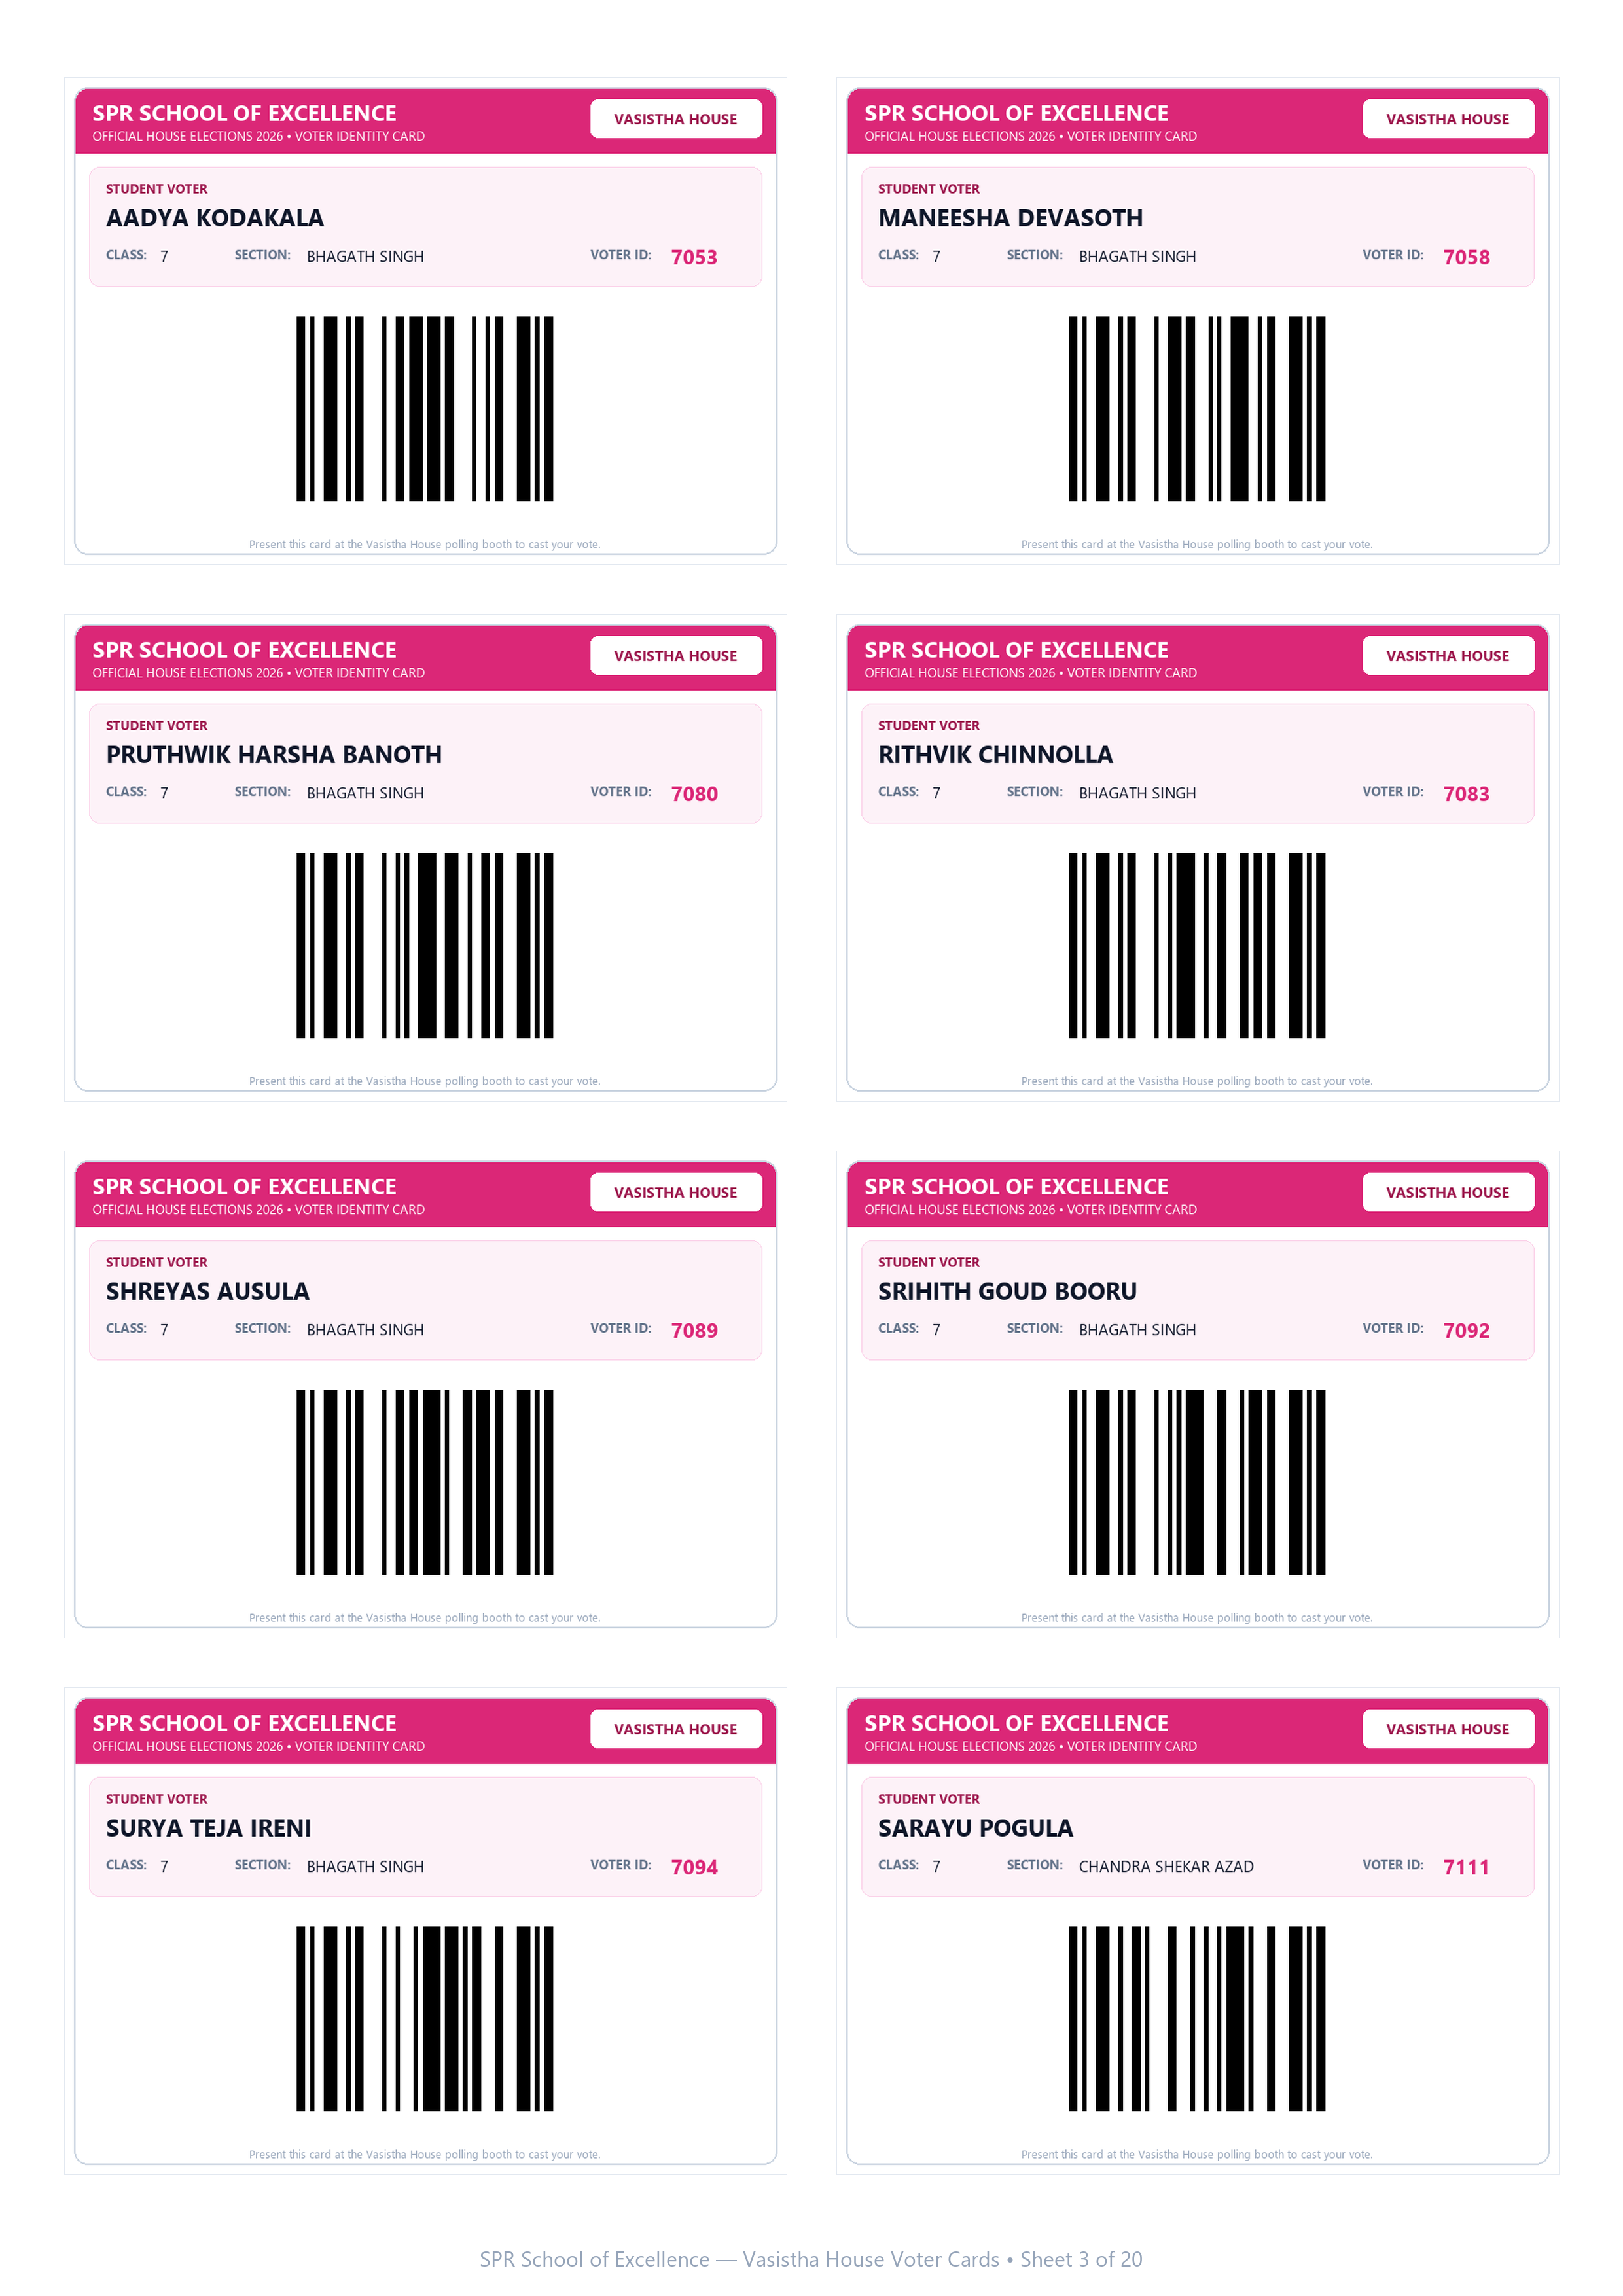 SPR SCHOOL OF EXCELLENCE
OFFICIAL HOUSE ELECTIONS 2026 • VOTER IDENTITY CARD
VASISTHA HOUSE
STUDENT VOTER
AADYA KODAKALA
CLASS: 7 SECTION: BHAGATH SINGH VOTER ID: 7053
Present this card at the Vasistha House polling booth to cast your vote.
SPR SCHOOL OF EXCELLENCE
OFFICIAL HOUSE ELECTIONS 2026 • VOTER IDENTITY CARD
VASISTHA HOUSE
STUDENT VOTER
MANEESHA DEVASOTH
CLASS: 7 SECTION: BHAGATH SINGH VOTER ID: 7058
Present this card at the Vasistha House polling booth to cast your vote.
SPR SCHOOL OF EXCELLENCE
OFFICIAL HOUSE ELECTIONS 2026 • VOTER IDENTITY CARD
VASISTHA HOUSE
STUDENT VOTER
PRUTHWIK HARSHA BANOTH
CLASS: 7 SECTION: BHAGATH SINGH VOTER ID: 7080
Present this card at the Vasistha House polling booth to cast your vote.
SPR SCHOOL OF EXCELLENCE
OFFICIAL HOUSE ELECTIONS 2026 • VOTER IDENTITY CARD
VASISTHA HOUSE
STUDENT VOTER
RITHVIK CHINNOLLA
CLASS: 7 SECTION: BHAGATH SINGH VOTER ID: 7083
Present this card at the Vasistha House polling booth to cast your vote.
SPR SCHOOL OF EXCELLENCE
OFFICIAL HOUSE ELECTIONS 2026 • VOTER IDENTITY CARD
VASISTHA HOUSE
STUDENT VOTER
SHREYAS AUSULA
CLASS: 7 SECTION: BHAGATH SINGH VOTER ID: 7089
Present this card at the Vasistha House polling booth to cast your vote.
SPR SCHOOL OF EXCELLENCE
OFFICIAL HOUSE ELECTIONS 2026 • VOTER IDENTITY CARD
VASISTHA HOUSE
STUDENT VOTER
SRIHITH GOUD BOORU
CLASS: 7 SECTION: BHAGATH SINGH VOTER ID: 7092
Present this card at the Vasistha House polling booth to cast your vote.
SPR SCHOOL OF EXCELLENCE
OFFICIAL HOUSE ELECTIONS 2026 • VOTER IDENTITY CARD
VASISTHA HOUSE
STUDENT VOTER
SURYA TEJA IRENI
CLASS: 7 SECTION: BHAGATH SINGH VOTER ID: 7094
Present this card at the Vasistha House polling booth to cast your vote.
SPR SCHOOL OF EXCELLENCE
OFFICIAL HOUSE ELECTIONS 2026 • VOTER IDENTITY CARD
VASISTHA HOUSE
STUDENT VOTER
SARAYU POGULA
CLASS: 7 SECTION: CHANDRA SHEKAR AZAD VOTER ID: 7111
Present this card at the Vasistha House polling booth to cast your vote.
SPR School of Excellence — Vasistha House Voter Cards • Sheet 3 of 20